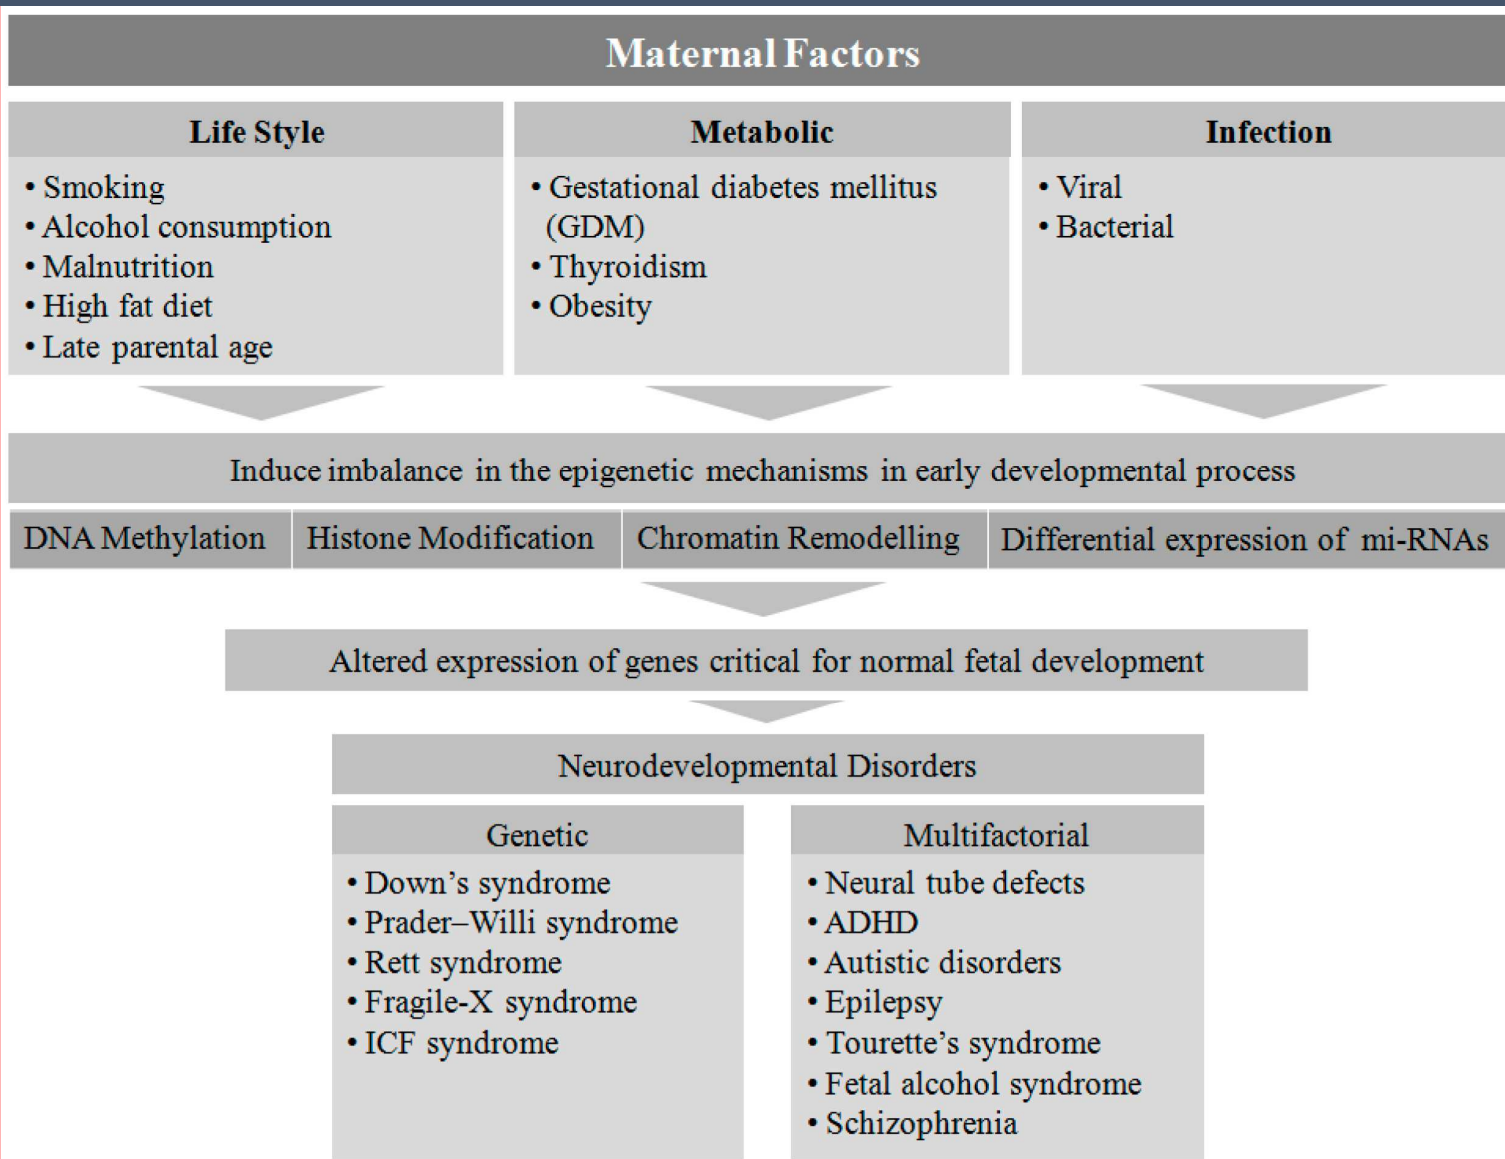 Maternal Factors
Life Style
• Smoking
• Alcohol consumption
• Malnutrition
• High fat diet
• Late parental age
Metabolic
• Gestational diabetes mellitus
(GDM)
• Thyroidism
• Obesity
Infection
• Viral
• Bacterial
Induce imbalance in the epigenetic mechanisms in early developmental process
DNA Methylation
Histone Modification
Chromatin Remodelling
Differential expression of mi-RNAs
Altered expression of genes critical for normal fetal development
Neurodevelopmental Disorders
Genetic
• Down’s syndrome
• Prader–Willi syndrome
• Rett syndrome
• Fragile-X syndrome
• ICF syndrome
Multifactorial
• Neural tube defects
• ADHD
• Autistic disorders
• Epilepsy
• Tourette’s syndrome
• Fetal alcohol syndrome
• Schizophrenia